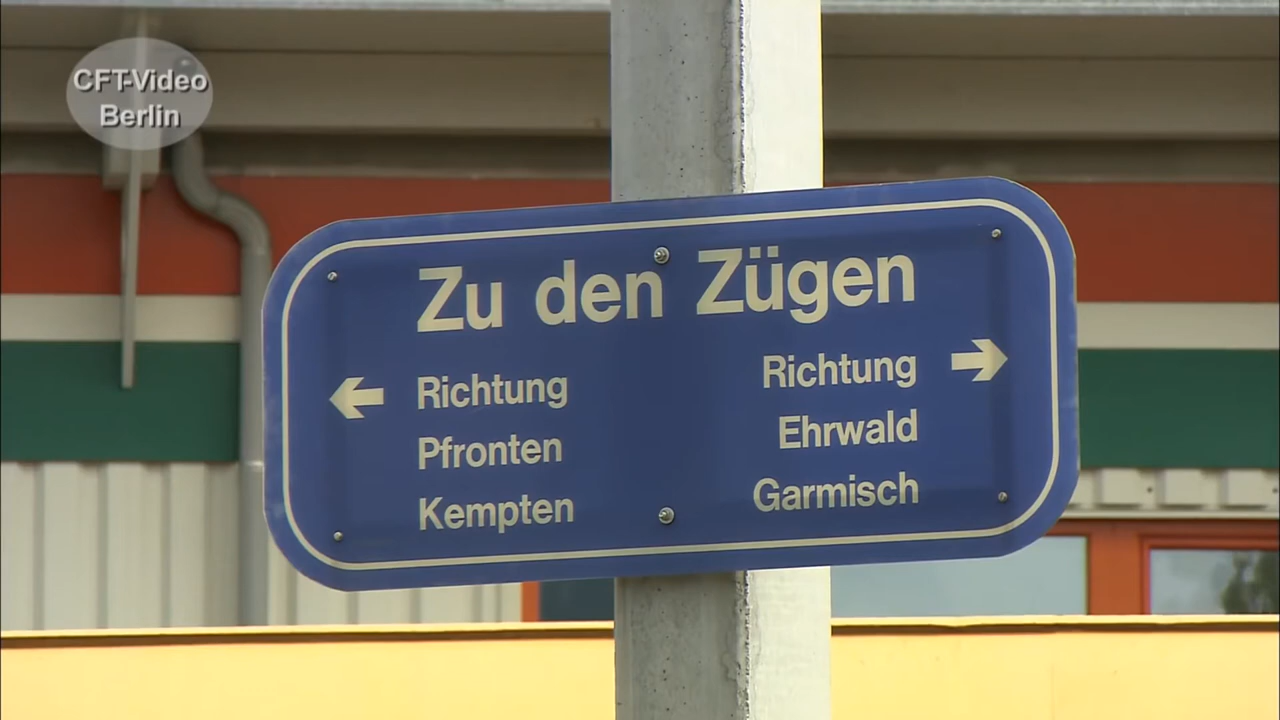 CFT-Video
Berlin
Zu den Zügen
Richtung
Pfronten
Kempten
Richtung
Ehrwald
Garmisch